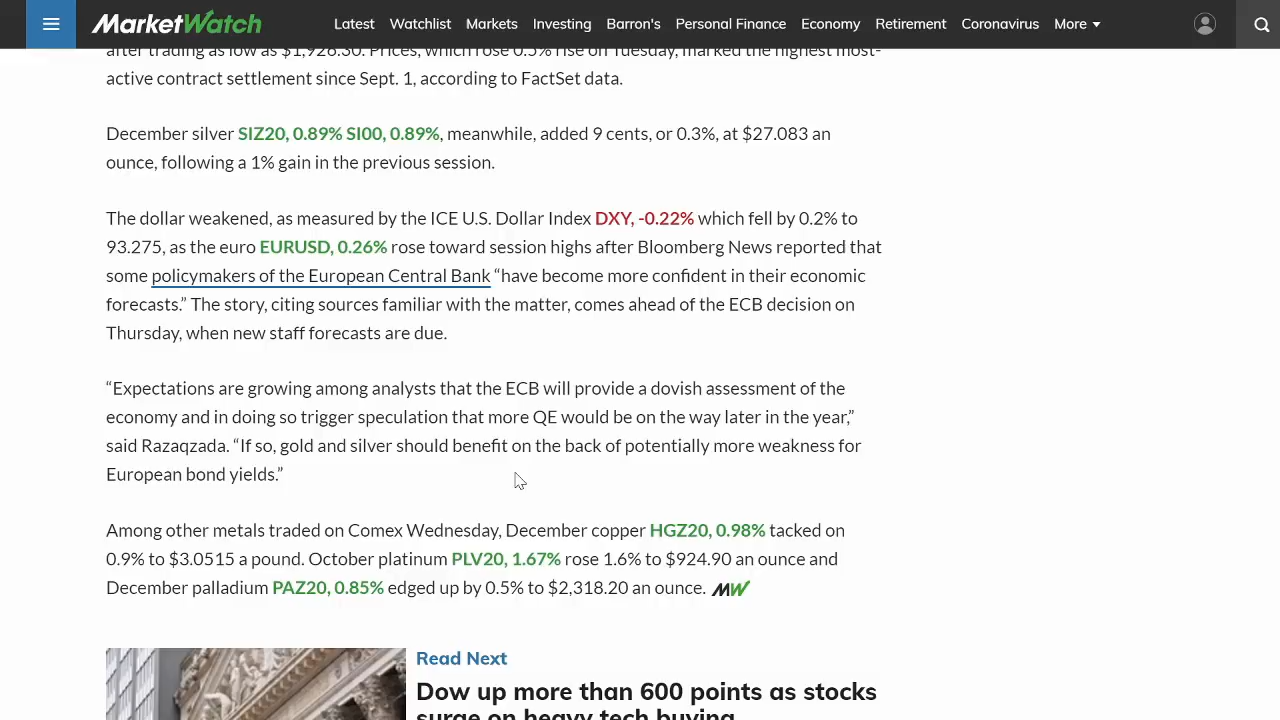 MarketWatch Latest Watchlist Markets Investing Barron's Personal Finance Economy Retirement Coronavirus More
after trading as low as $1,926.30. Prices, which rose 0.5% rise on Tuesday, marked the highest most-
active contract settlement since Sept. 1, according to FactSet data.
December silver SIZ20, 0.89% SI00, 0.89%, meanwhile, added 9 cents, or 0.3%, at $27.083 an
ounce, following a 1% gain in the previous session.
The dollar weakened, as measured by the ICE U.S. Dollar Index DXY, -0.22% which fell by 0.2% to
93.275, as the euro EURUSD, 0.26% rose toward session highs after Bloomberg News reported that
some policymakers of the European Central Bank “have become more confident in their economic
forecasts.” The story, citing sources familiar with the matter, comes ahead of the ECB decision on
Thursday, when new staff forecasts are due.
“Expectations are growing among analysts that the ECB will provide a dovish assessment of the
economy and in doing so trigger speculation that more QE would be on the way later in the year,”
said Razaqzada. “If so, gold and silver should benefit on the back of potentially more weakness for
European bond yields.”
Among other metals traded on Comex Wednesday, December copper HGZ20, 0.98% tacked on
0.9% to $3.0515 a pound. October platinum PLV20, 1.67% rose 1.6% to $924.90 an ounce and
December palladium PAZ20, 0.85% edged up by 0.5% to $2,318.20 an ounce. MW
Read Next
Dow up more than 600 points as stocks
surge on heavy tech buying